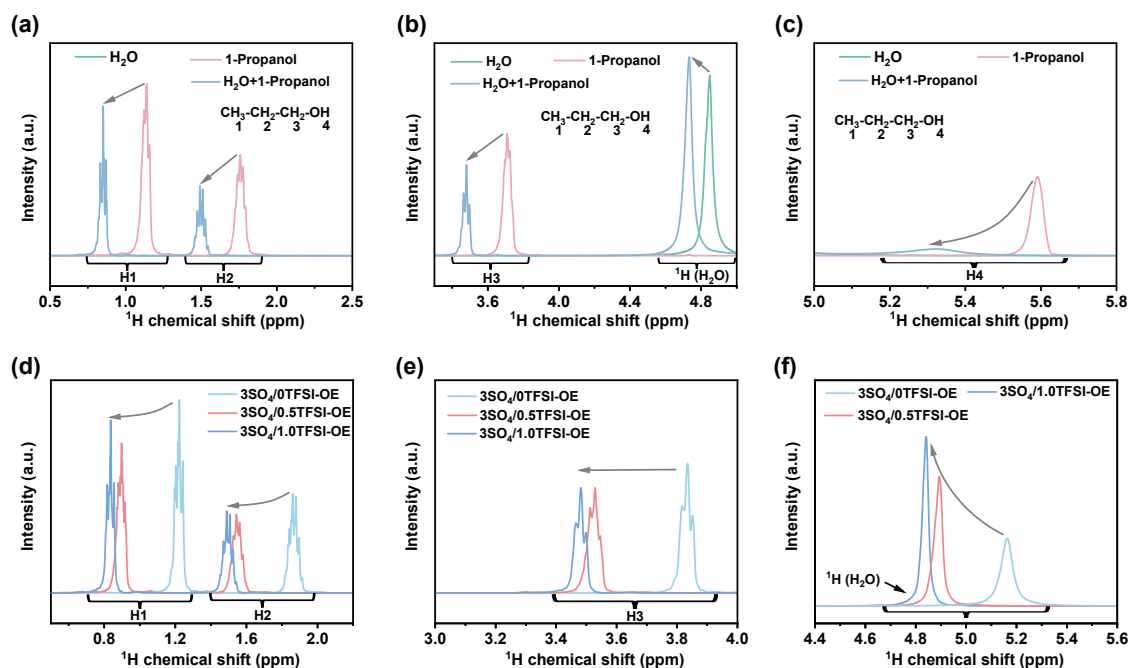 (a)
H₂O
1-Propanol
H₂O+1-Propanol
CH₃-CH₂-CH₂-OH
1 2 3 4
H1
H2
0.5 1.0 1.5 2.0 2.5
¹H chemical shift (ppm)
Intensity (a.u.)
(b)
H₂O
1-Propanol
H₂O+1-Propanol
CH₃-CH₂-CH₂-OH
1 2 3 4
H3
¹H (H₂O)
3.6 4.0 4.4 4.8
¹H chemical shift (ppm)
Intensity (a.u.)
(c)
H₂O
1-Propanol
H₂O+1-Propanol
CH₃-CH₂-CH₂-OH
1 2 3 4
H4
5.0 5.2 5.4 5.6 5.8
¹H chemical shift (ppm)
Intensity (a.u.)
(d)
3SO₄/0TFSI-OE
3SO₄/0.5TFSI-OE
3SO₄/1.0TFSI-OE
H1
H2
0.8 1.2 1.6 2.0
¹H chemical shift (ppm)
Intensity (a.u.)
(e)
3SO₄/0TFSI-OE
3SO₄/0.5TFSI-OE
3SO₄/1.0TFSI-OE
H3
3.0 3.2 3.4 3.6 3.8 4.0
¹H chemical shift (ppm)
Intensity (a.u.)
(f)
3SO₄/0TFSI-OE
3SO₄/1.0TFSI-OE
3SO₄/0.5TFSI-OE
¹H (H₂O)
4.4 4.6 4.8 5.0 5.2 5.4 5.6
¹H chemical shift (ppm)
Intensity (a.u.)